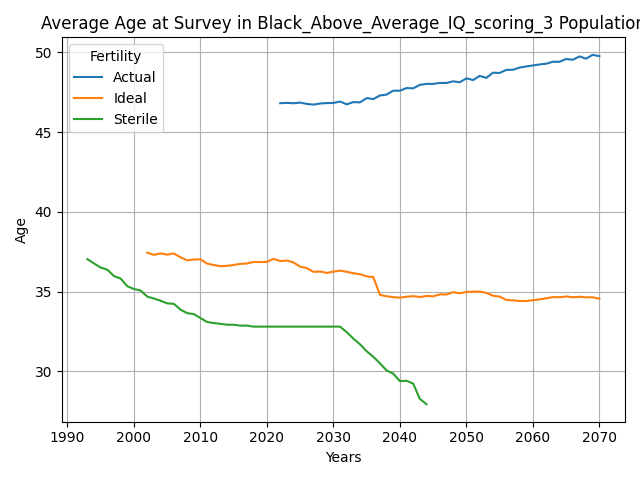 Average Age at Survey in Black_Above_Average_IQ_scoring_3 Population
Fertility
Actual
Ideal
Sterile
50
45
40
35
30
Age
1990
2000
2010
2020
2030
2040
2050
2060
2070
Years